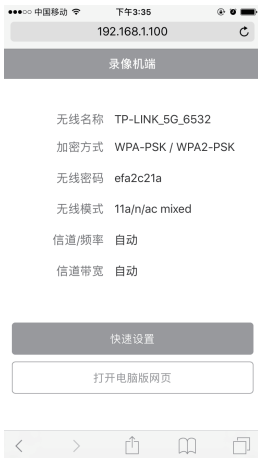 中国移动 下午3:35
192.168.1.100
录像机端
无线名称 TP-LINK_5G_6532
加密方式 WPA-PSK / WPA2-PSK
无线密码 efa2c21a
无线模式 11a/n/ac mixed
信道/频率 自动
信道带宽 自动
快速设置
打开电脑版网页